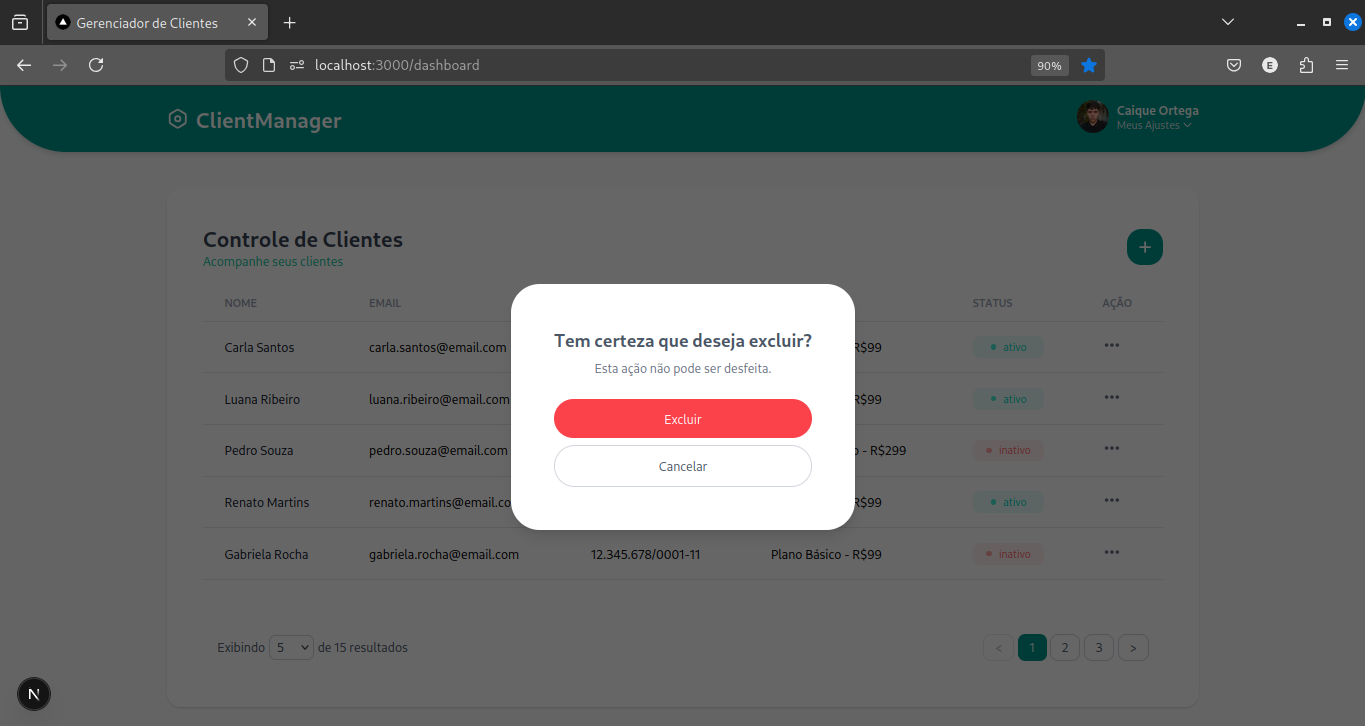 Gerenciador de Clientes
localhost:3000/dashboard
90%
E
ClientManager
Caique Ortega
Meus Ajustes
Controle de Clientes
Acompanhe seus clientes
+
NOME EMAIL STATUS AÇÃO
Carla Santos carla.santos@email.com R$99 ativo
Luana Ribeiro luana.ribeiro@email.com R$99 ativo
Pedro Souza pedro.souza@email.com - R$299 inativo
Renato Martins renato.martins@email.co R$99 ativo
Gabriela Rocha gabriela.rocha@email.com 12.345.678/0001-11 Plano Básico - R$99 inativo
Tem certeza que deseja excluir?
Esta ação não pode ser desfeita.
Excluir
Cancelar
Exibindo 5 de 15 resultados
< 1 2 3 >
N